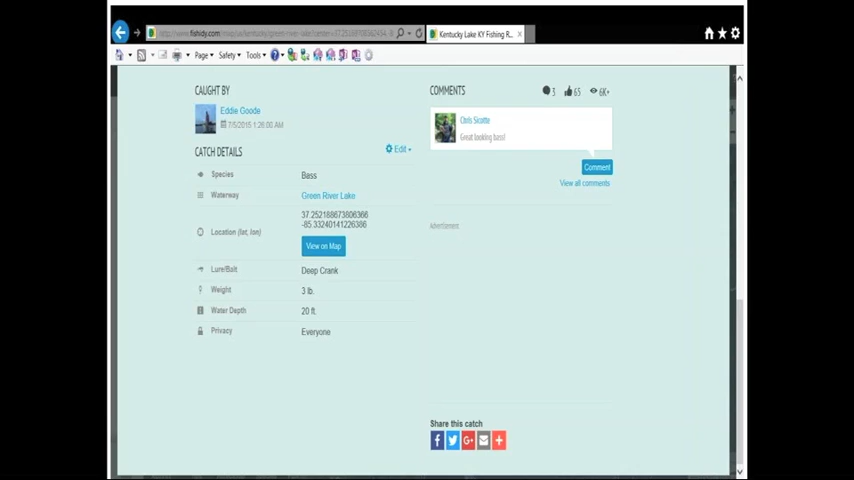 Kentucky Lake KY Fishing R...
Page
Safety
Tools
CAUGHT BY
Eddie Goode
7/5/2015 1:26:00 AM
CATCH DETAILS
Edit
Species Bass
Waterway Green River Lake
Location (lat, lon) 37.252188673806366
-85.33240141226386
View on Map
Lure/Bait Deep Crank
Weight 3 lb.
Water Depth 20 ft.
Privacy Everyone
COMMENTS 3 65 6K+
Chris Sicotte
Great looking bass!
Comment
View all comments
Advertisment
Share this catch